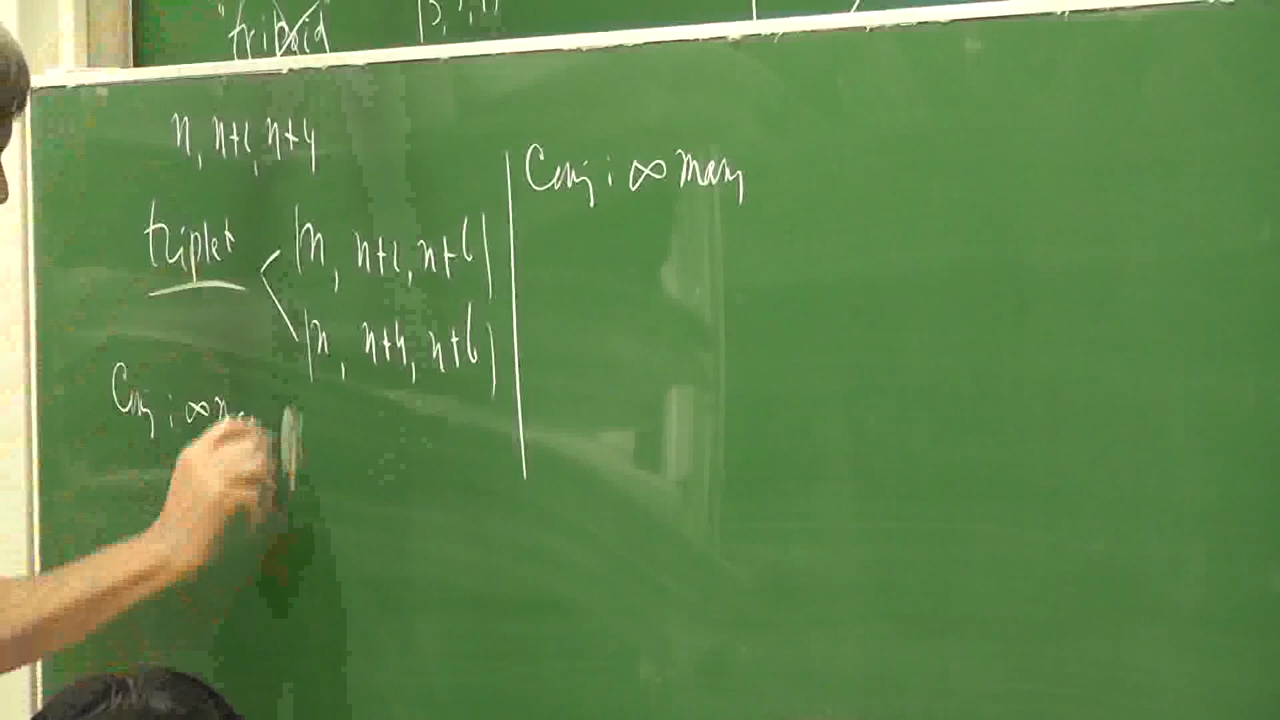 n, n+2, n+4
triplet
n, n+2, n+6
n, n+4, n+6
Conj: ∞
Conj: ∞ many